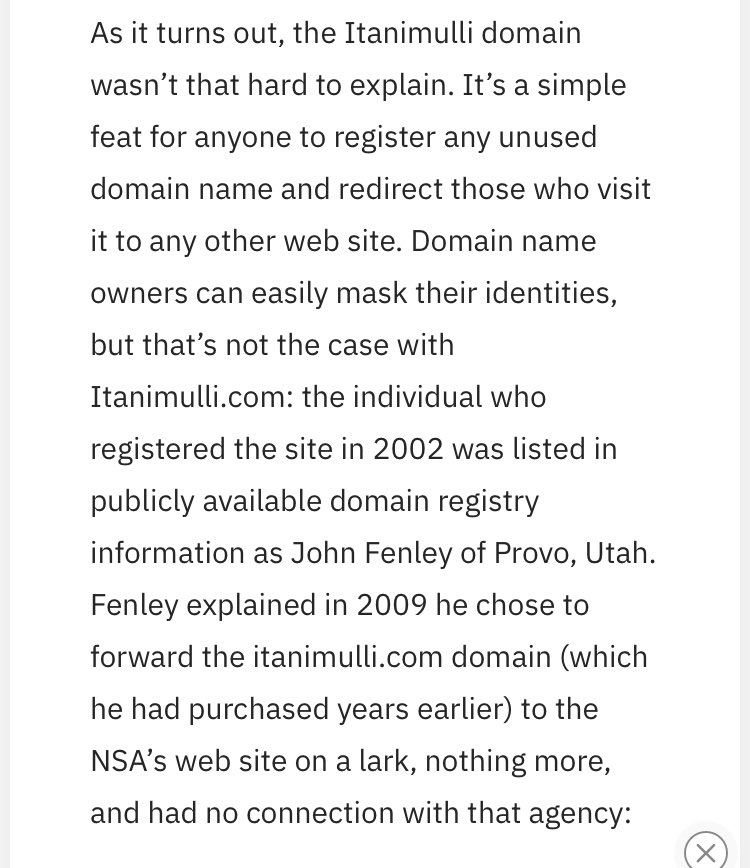 As it turns out, the Itanimulli domain
wasn’t that hard to explain. It’s a simple
feat for anyone to register any unused
domain name and redirect those who visit
it to any other web site. Domain name
owners can easily mask their identities,
but that’s not the case with
Itanimulli.com: the individual who
registered the site in 2002 was listed in
publicly available domain registry
information as John Fenley of Provo, Utah.
Fenley explained in 2009 he chose to
forward the itanimulli.com domain (which
he had purchased years earlier) to the
NSA’s web site on a lark, nothing more,
and had no connection with that agency: